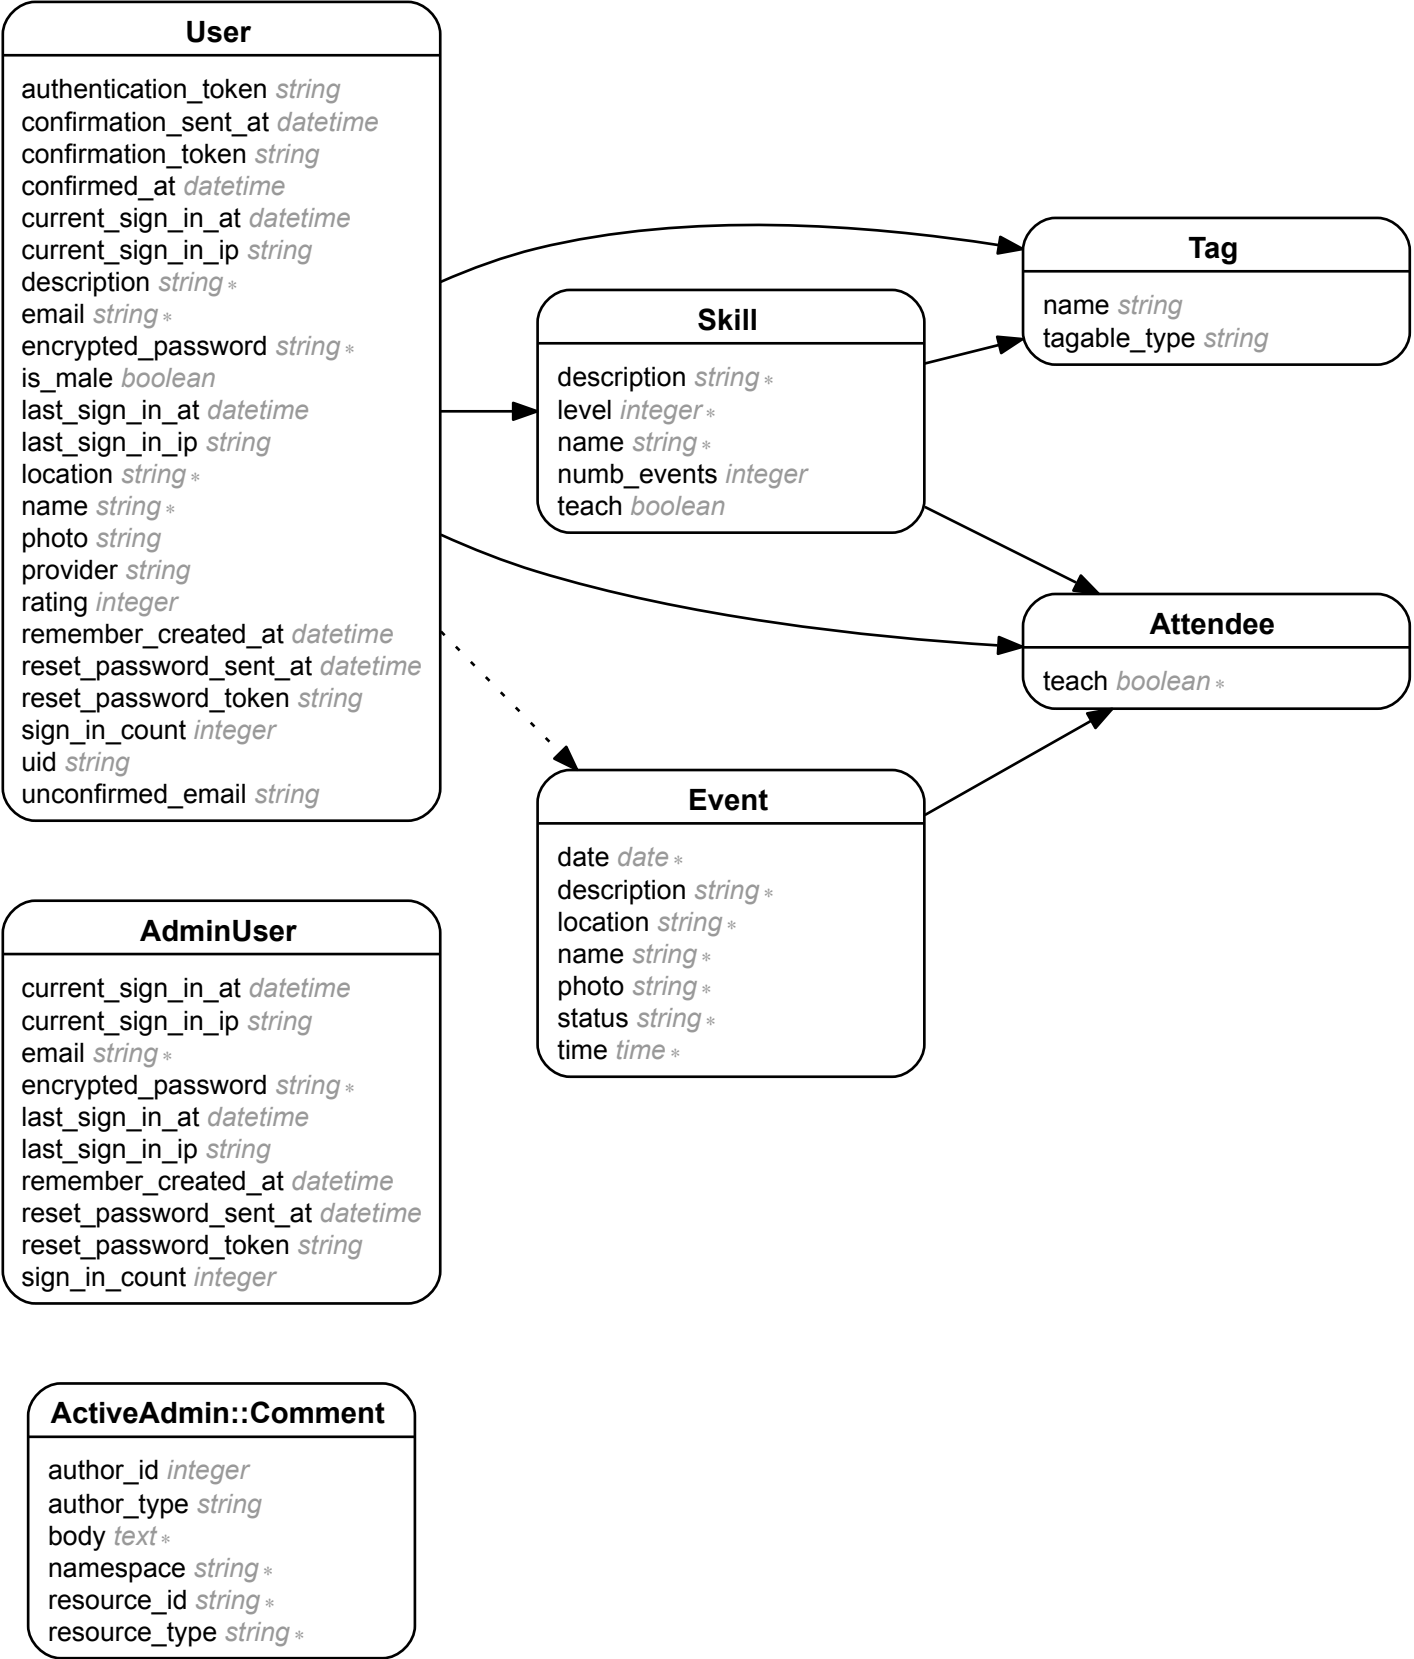 User
authentication_token string
confirmation_sent_at datetime
confirmation_token string
confirmed_at datetime
current_sign_in_at datetime
current_sign_in_ip string
description string *
email string *
encrypted_password string *
is_male boolean
last_sign_in_at datetime
last_sign_in_ip string
location string *
name string *
photo string
provider string
rating integer
remember_created_at datetime
reset_password_sent_at datetime
reset_password_token string
sign_in_count integer
uid string
unconfirmed_email string
Tag
name string
tagable_type string
Skill
description string *
level integer *
name string *
numb_events integer
teach boolean
Attendee
teach boolean *
Event
date date *
description string *
location string *
name string *
photo string *
status string *
time time *
AdminUser
current_sign_in_at datetime
current_sign_in_ip string
email string *
encrypted_password string *
last_sign_in_at datetime
last_sign_in_ip string
remember_created_at datetime
reset_password_sent_at datetime
reset_password_token string
sign_in_count integer
ActiveAdmin::Comment
author_id integer
author_type string
body text *
namespace string *
resource_id string *
resource_type string *